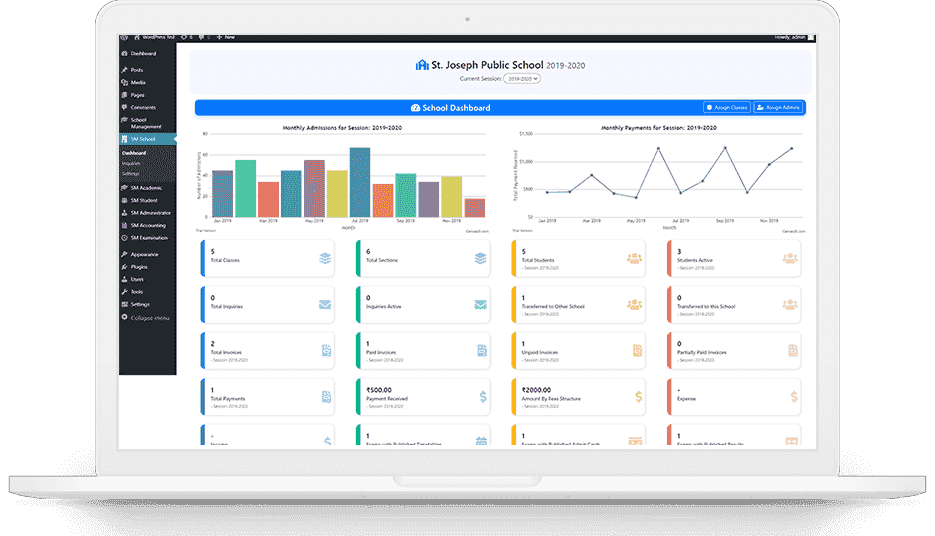 WordPress Test 6 0 New
Howdy, admin
Dashboard
Posts
Media
Pages
Comments
School Management
SM School
Dashboard
Inquiries
Settings
SM Academic
SM Student
SM Administrator
SM Accounting
SM Examination
Appearance
Plugins
Users
Tools
Settings
Collapse menu
St. Joseph Public School 2019-2020
Current Session: 2019-2020
School Dashboard
Assign Classes
Assign Admins
Monthly Admissions for Session: 2019-2020
Number of Admissions
80
60
40
20
0
Jan 2019 Mar 2019 May 2019 Jul 2019 Sep 2019 Nov 2019
month
Trial Version
CanvasJS.com
Monthly Payments for Session: 2019-2020
Total Payment Received
$1,500
$1,000
$500
$0
Jan 2019 Mar 2019 May 2019 Jul 2019 Sep 2019 Nov 2019
month
Trial Version
CanvasJS.com
5
Total Classes
6
Total Sections
5
Total Students
- Session: 2019-2020
3
Students Active
- Session: 2019-2020
0
Total Inquiries
0
Inquiries Active
1
Transferred to Other School
- Session: 2019-2020
0
Transferred to this School
- Session: 2019-2020
2
Total Invoices
- Session: 2019-2020
1
Paid Invoices
- Session: 2019-2020
1
Unpaid Invoices
- Session: 2019-2020
0
Partially Paid Invoices
- Session: 2019-2020
1
Total Payments
- Session: 2019-2020
₹500.00
Payment Received
- Session: 2019-2020
₹2000.00
Amount By Fees Structure
- Session: 2019-2020
-
Expense
- Session: 2019-2020
-
Income
1
Exams with Published Timetables
1
Exams with Published Admit Cards
1
Exams with Published Results